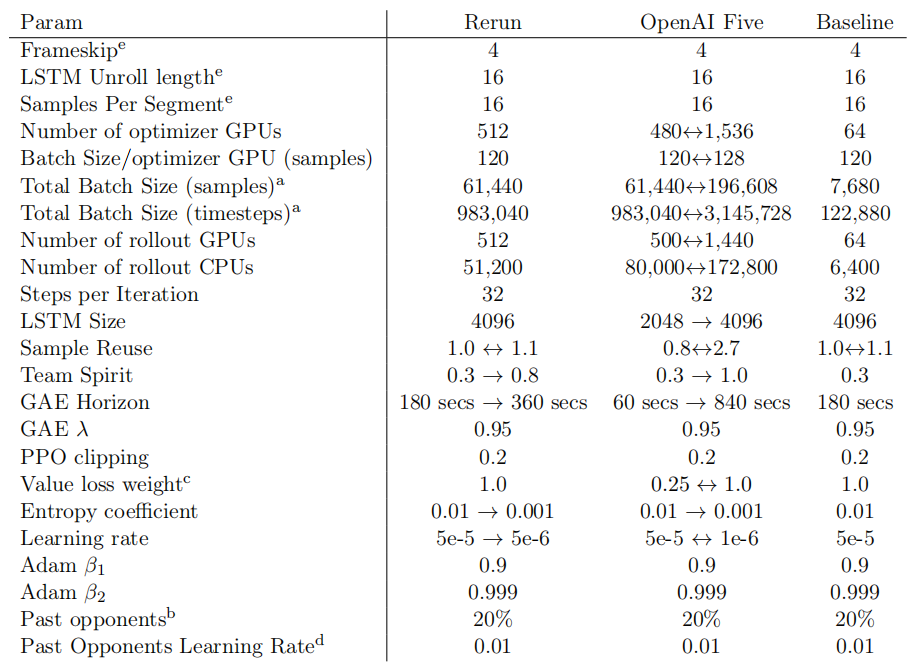 Param Rerun OpenAI Five Baseline
Frameskipᵉ 4 4 4
LSTM Unroll lengthᵉ 16 16 16
Samples Per Segmentᵉ 16 16 16
Number of optimizer GPUs 512 480↔1,536 64
Batch Size/optimizer GPU (samples) 120 120↔128 120
Total Batch Size (samples)ᵃ 61,440 61,440↔196,608 7,680
Total Batch Size (timesteps)ᵃ 983,040 983,040↔3,145,728 122,880
Number of rollout GPUs 512 500↔1,440 64
Number of rollout CPUs 51,200 80,000↔172,800 6,400
Steps per Iteration 32 32 32
LSTM Size 4096 2048 → 4096 4096
Sample Reuse 1.0 ↔ 1.1 0.8↔2.7 1.0↔1.1
Team Spirit 0.3 → 0.8 0.3 → 1.0 0.3
GAE Horizon 180 secs → 360 secs 60 secs → 840 secs 180 secs
GAE λ 0.95 0.95 0.95
PPO clipping 0.2 0.2 0.2
Value loss weightᶜ 1.0 0.25 ↔ 1.0 1.0
Entropy coefficient 0.01 → 0.001 0.01 → 0.001 0.01
Learning rate 5e-5 → 5e-6 5e-5 ↔ 1e-6 5e-5
Adam β₁ 0.9 0.9 0.9
Adam β₂ 0.999 0.999 0.999
Past opponentsᵇ 20% 20% 20%
Past Opponents Learning Rateᵈ 0.01 0.01 0.01